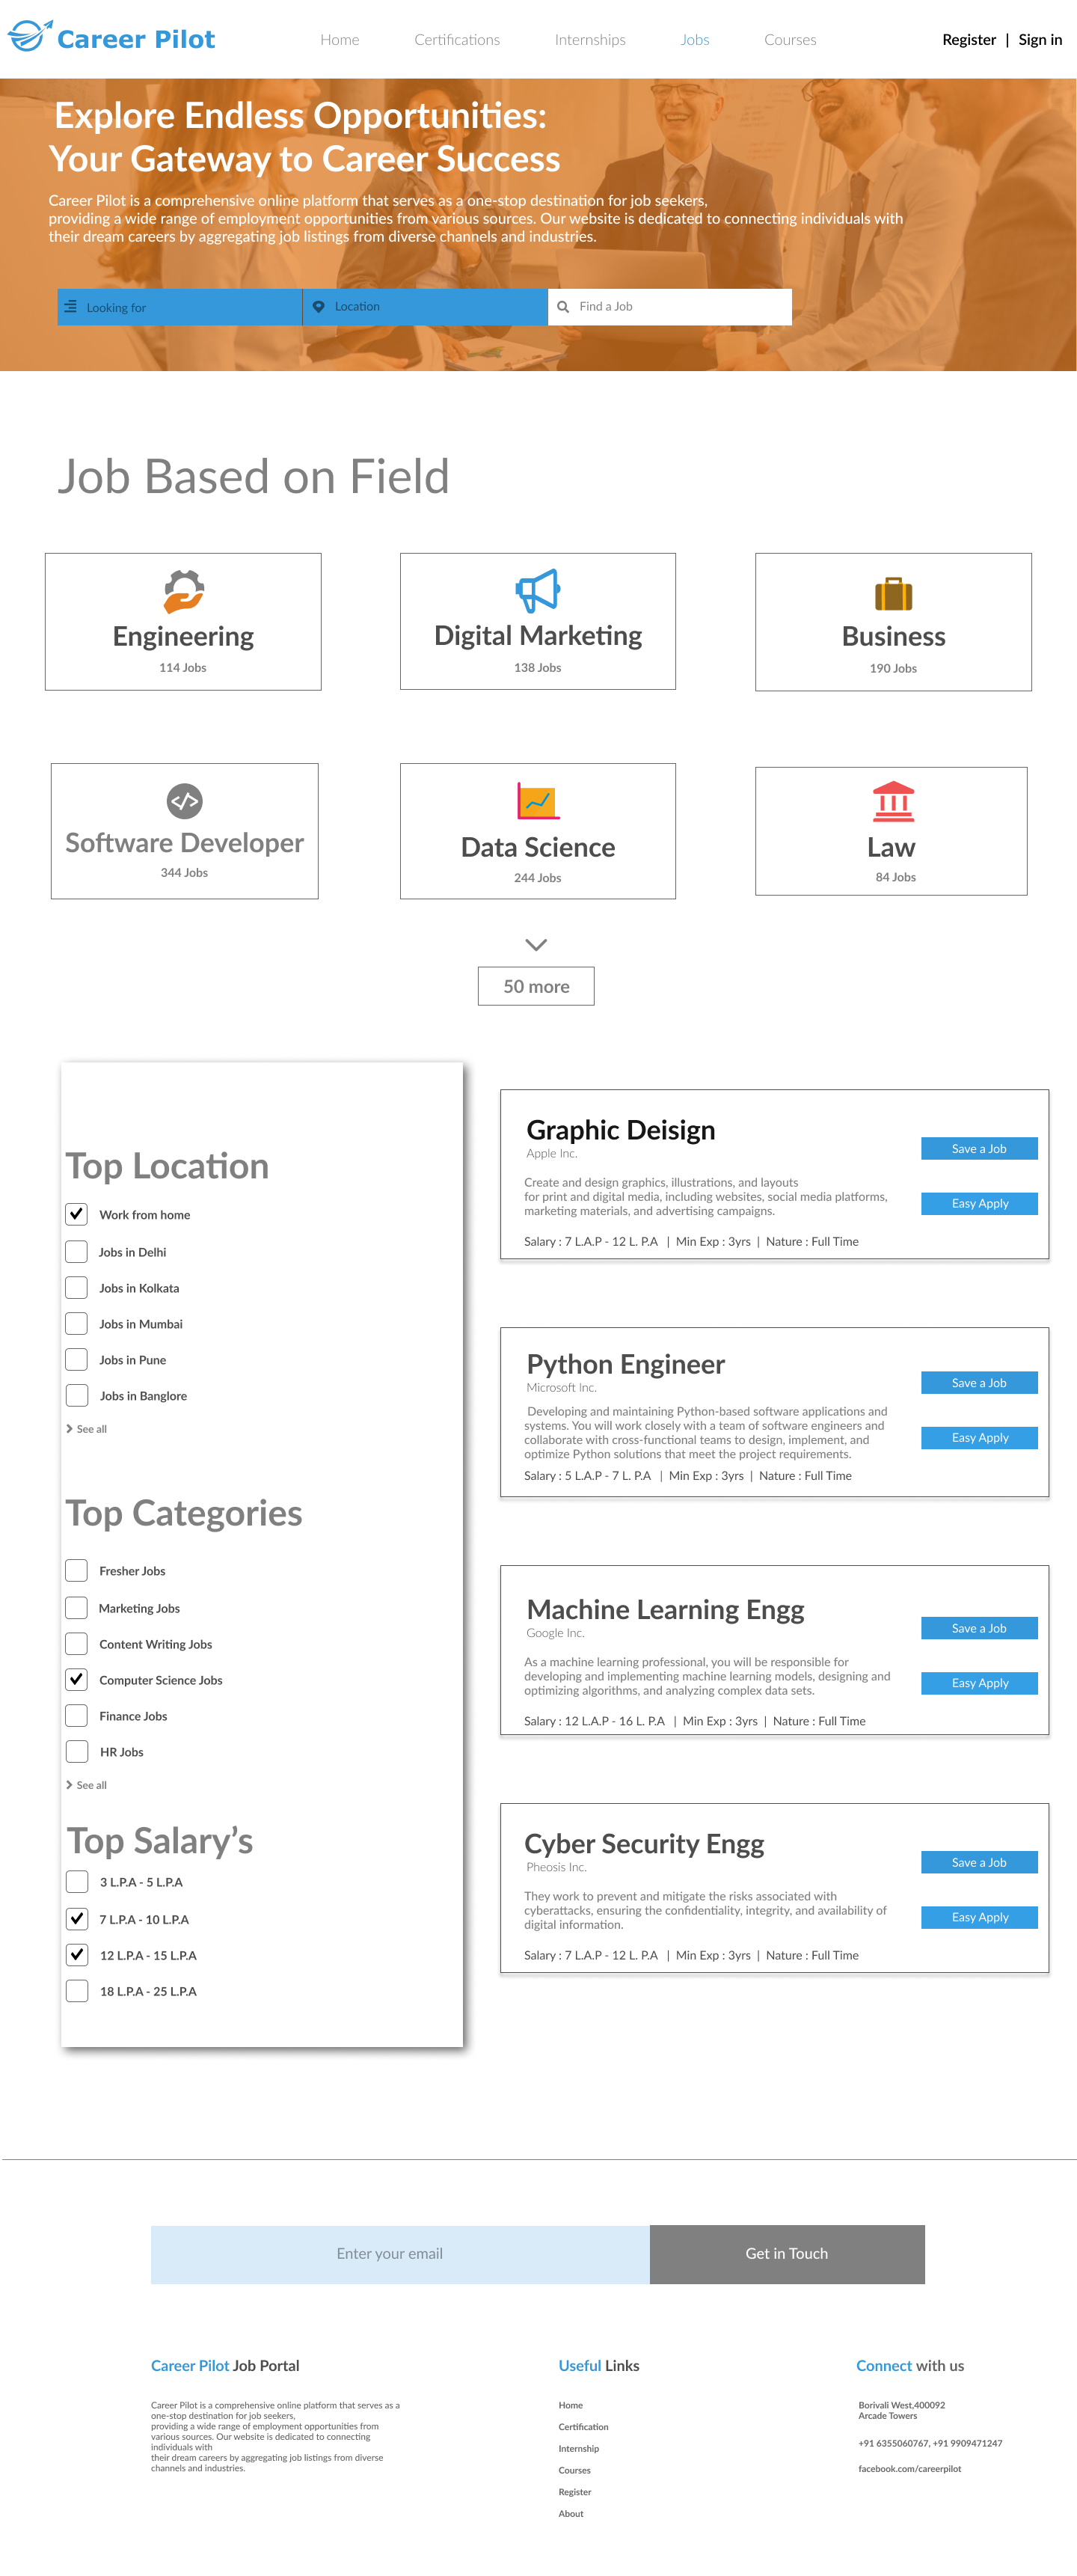 Career Pilot
Home
Certifications
Internships
Jobs
Courses
Register | Sign in
Explore Endless Opportunities:
Your Gateway to Career Success
Career Pilot is a comprehensive online platform that serves as a one-stop destination for job seekers,
providing a wide range of employment opportunities from various sources. Our website is dedicated to connecting individuals with
their dream careers by aggregating job listings from diverse channels and industries.
Looking for
Location
Find a Job
Job Based on Field
Engineering
114 Jobs
Digital Marketing
138 Jobs
Business
190 Jobs
Software Developer
344 Jobs
Data Science
244 Jobs
Law
84 Jobs
50 more
Top Location
Work from home
Jobs in Delhi
Jobs in Kolkata
Jobs in Mumbai
Jobs in Pune
Jobs in Banglore
See all
Top Categories
Fresher Jobs
Marketing Jobs
Content Writing Jobs
Computer Science Jobs
Finance Jobs
HR Jobs
See all
Top Salary’s
3 L.P.A - 5 L.P.A
7 L.P.A - 10 L.P.A
12 L.P.A - 15 L.P.A
18 L.P.A - 25 L.P.A
Graphic Deisign
Apple Inc.
Create and design graphics, illustrations, and layouts
for print and digital media, including websites, social media platforms,
marketing materials, and advertising campaigns.
Salary : 7 L.A.P - 12 L. P.A | Min Exp : 3yrs | Nature : Full Time
Save a Job
Easy Apply
Python Engineer
Microsoft Inc.
Developing and maintaining Python-based software applications and
systems. You will work closely with a team of software engineers and
collaborate with cross-functional teams to design, implement, and
optimize Python solutions that meet the project requirements.
Salary : 5 L.A.P - 7 L. P.A | Min Exp : 3yrs | Nature : Full Time
Save a Job
Easy Apply
Machine Learning Engg
Google Inc.
As a machine learning professional, you will be responsible for
developing and implementing machine learning models, designing and
optimizing algorithms, and analyzing complex data sets.
Salary : 12 L.A.P - 16 L. P.A | Min Exp : 3yrs | Nature : Full Time
Save a Job
Easy Apply
Cyber Security Engg
Pheosis Inc.
They work to prevent and mitigate the risks associated with
cyberattacks, ensuring the confidentiality, integrity, and availability of
digital information.
Salary : 7 L.A.P - 12 L. P.A | Min Exp : 3yrs | Nature : Full Time
Save a Job
Easy Apply
Enter your email
Get in Touch
Career Pilot Job Portal
Career Pilot is a comprehensive online platform that serves as a
one-stop destination for job seekers,
providing a wide range of employment opportunities from
various sources. Our website is dedicated to connecting
individuals with
their dream careers by aggregating job listings from diverse
channels and industries.
Useful Links
Home
Certification
Internship
Courses
Register
About
Connect with us
Borivali West,400092
Arcade Towers
+91 6355060767, +91 9909471247
facebook.com/careerpilot